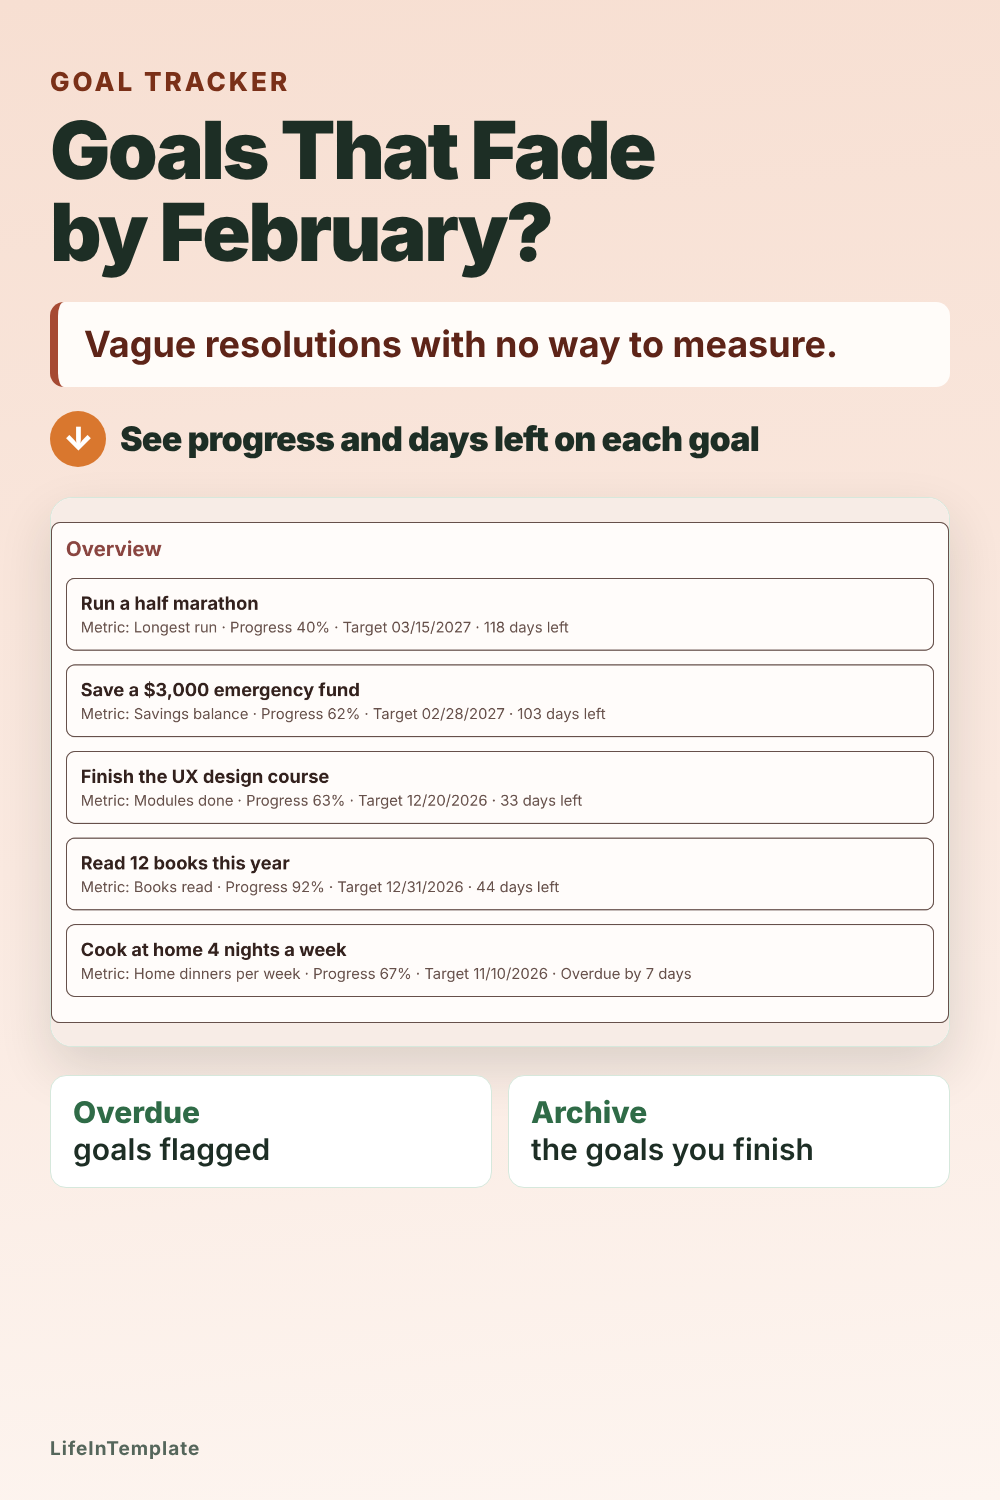 GOAL TRACKER
Goals That Fade
by February?
Vague resolutions with no way to measure.
See progress and days left on each goal
Overview
Run a half marathon
Metric: Longest run · Progress 40% · Target 03/15/2027 · 118 days left
Save a $3,000 emergency fund
Metric: Savings balance · Progress 62% · Target 02/28/2027 · 103 days left
Finish the UX design course
Metric: Modules done · Progress 63% · Target 12/20/2026 · 33 days left
Read 12 books this year
Metric: Books read · Progress 92% · Target 12/31/2026 · 44 days left
Cook at home 4 nights a week
Metric: Home dinners per week · Progress 67% · Target 11/10/2026 · Overdue by 7 days
Overdue
goals flagged
Archive
the goals you finish
LifeInTemplate